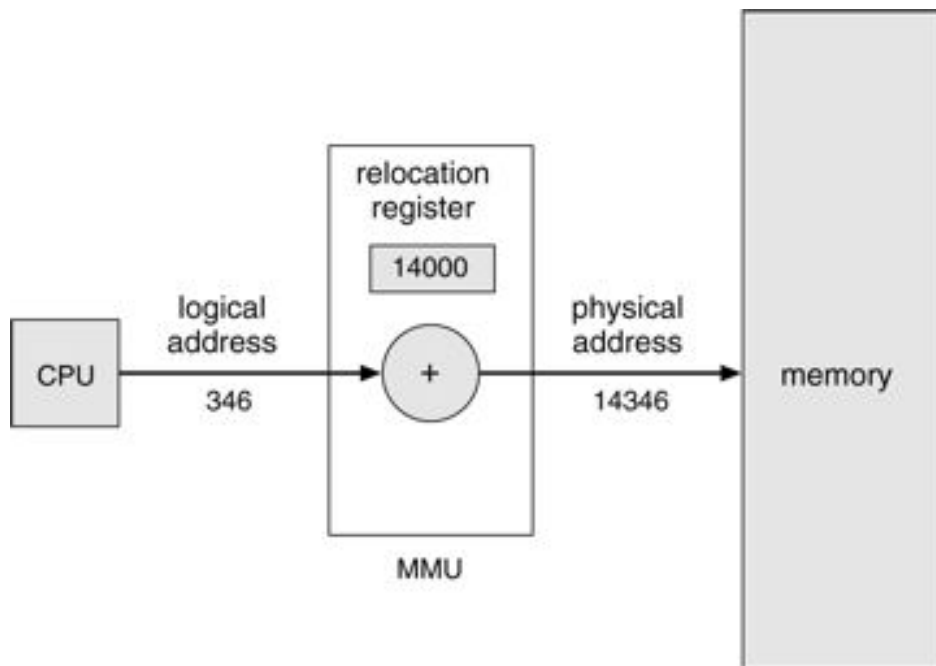 relocation
register
14000
logical
address
physical
address
CPU
+
memory
346
14346
MMU